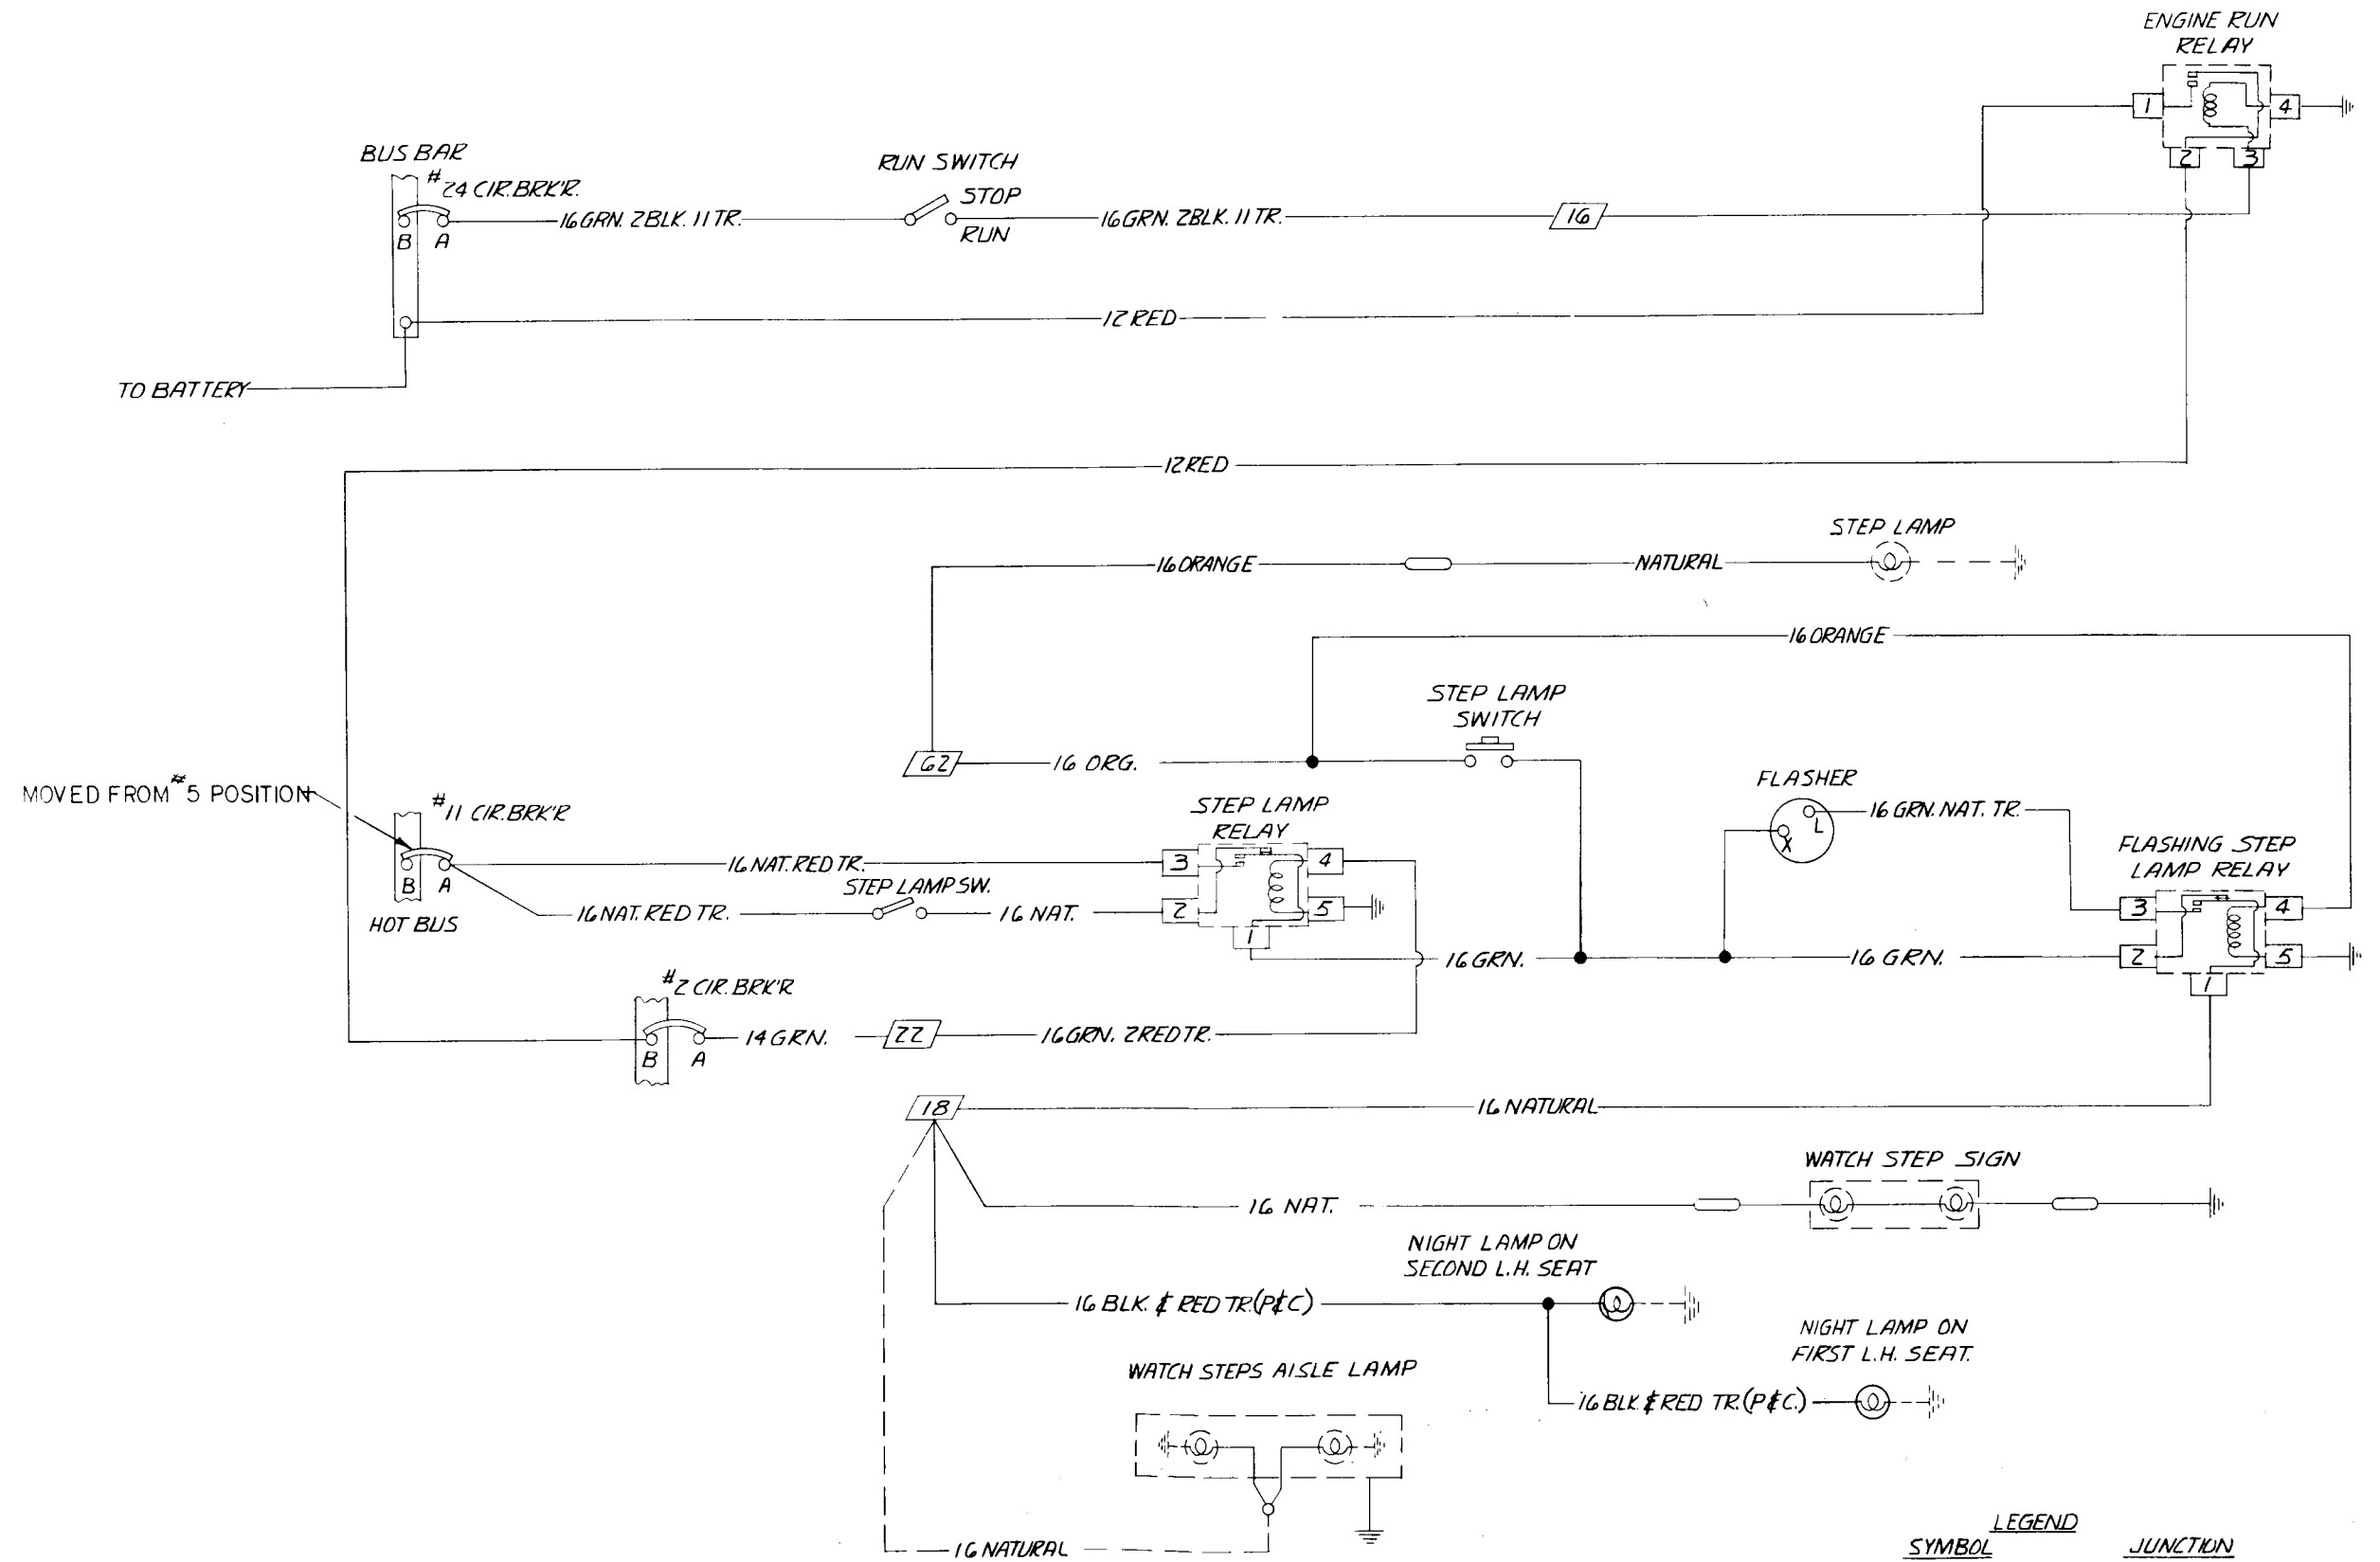 ENGINE RUN
RELAY
1
4
2
3
BUS BAR
#24 CIR. BRK'R.
B A
16 GRN. 2BLK. 11 TR.
RUN SWITCH
STOP
RUN
16 GRN. 2BLK. 11 TR.
16
12 RED
TO BATTERY
12 RED
STEP LAMP
16 ORANGE
NATURAL
16 ORANGE
STEP LAMP
SWITCH
62
16 ORG.
MOVED FROM #5 POSITION
#11 CIR. BRK'R
B A
HOT BUS
16 NAT. RED TR.
STEP LAMP SW.
16 NAT. RED TR.
16 NAT.
STEP LAMP
RELAY
3
4
2
5
1
16 GRN.
FLASHER
L
X
16 GRN. NAT. TR.
FLASHING STEP
LAMP RELAY
3
4
2
5
1
16 GRN.
#2 CIR. BRK'R
B A
14 GRN.
22
16 GRN. 2 RED TR.
18
16 NATURAL
WATCH STEP SIGN
16 NAT.
NIGHT LAMP ON
SECOND L.H. SEAT
16 BLK. & RED TR. (P&C)
NIGHT LAMP ON
FIRST L.H. SEAT.
16 BLK & RED TR. (P&C.)
WATCH STEPS AISLE LAMP
16 NATURAL
LEGEND
SYMBOL JUNCTION